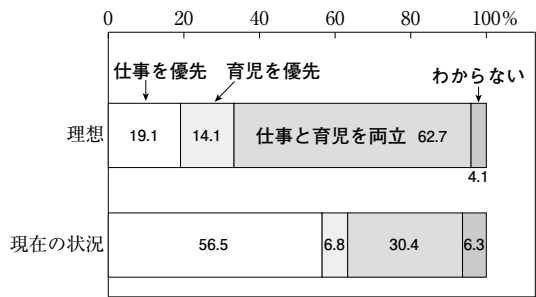 0 20 40 60 80 100%
仕事を優先 育児を優先 わからない
理想 19.1 14.1 仕事と育児を両立 62.7
4.1
現在の状況 56.5 6.8 30.4 6.3